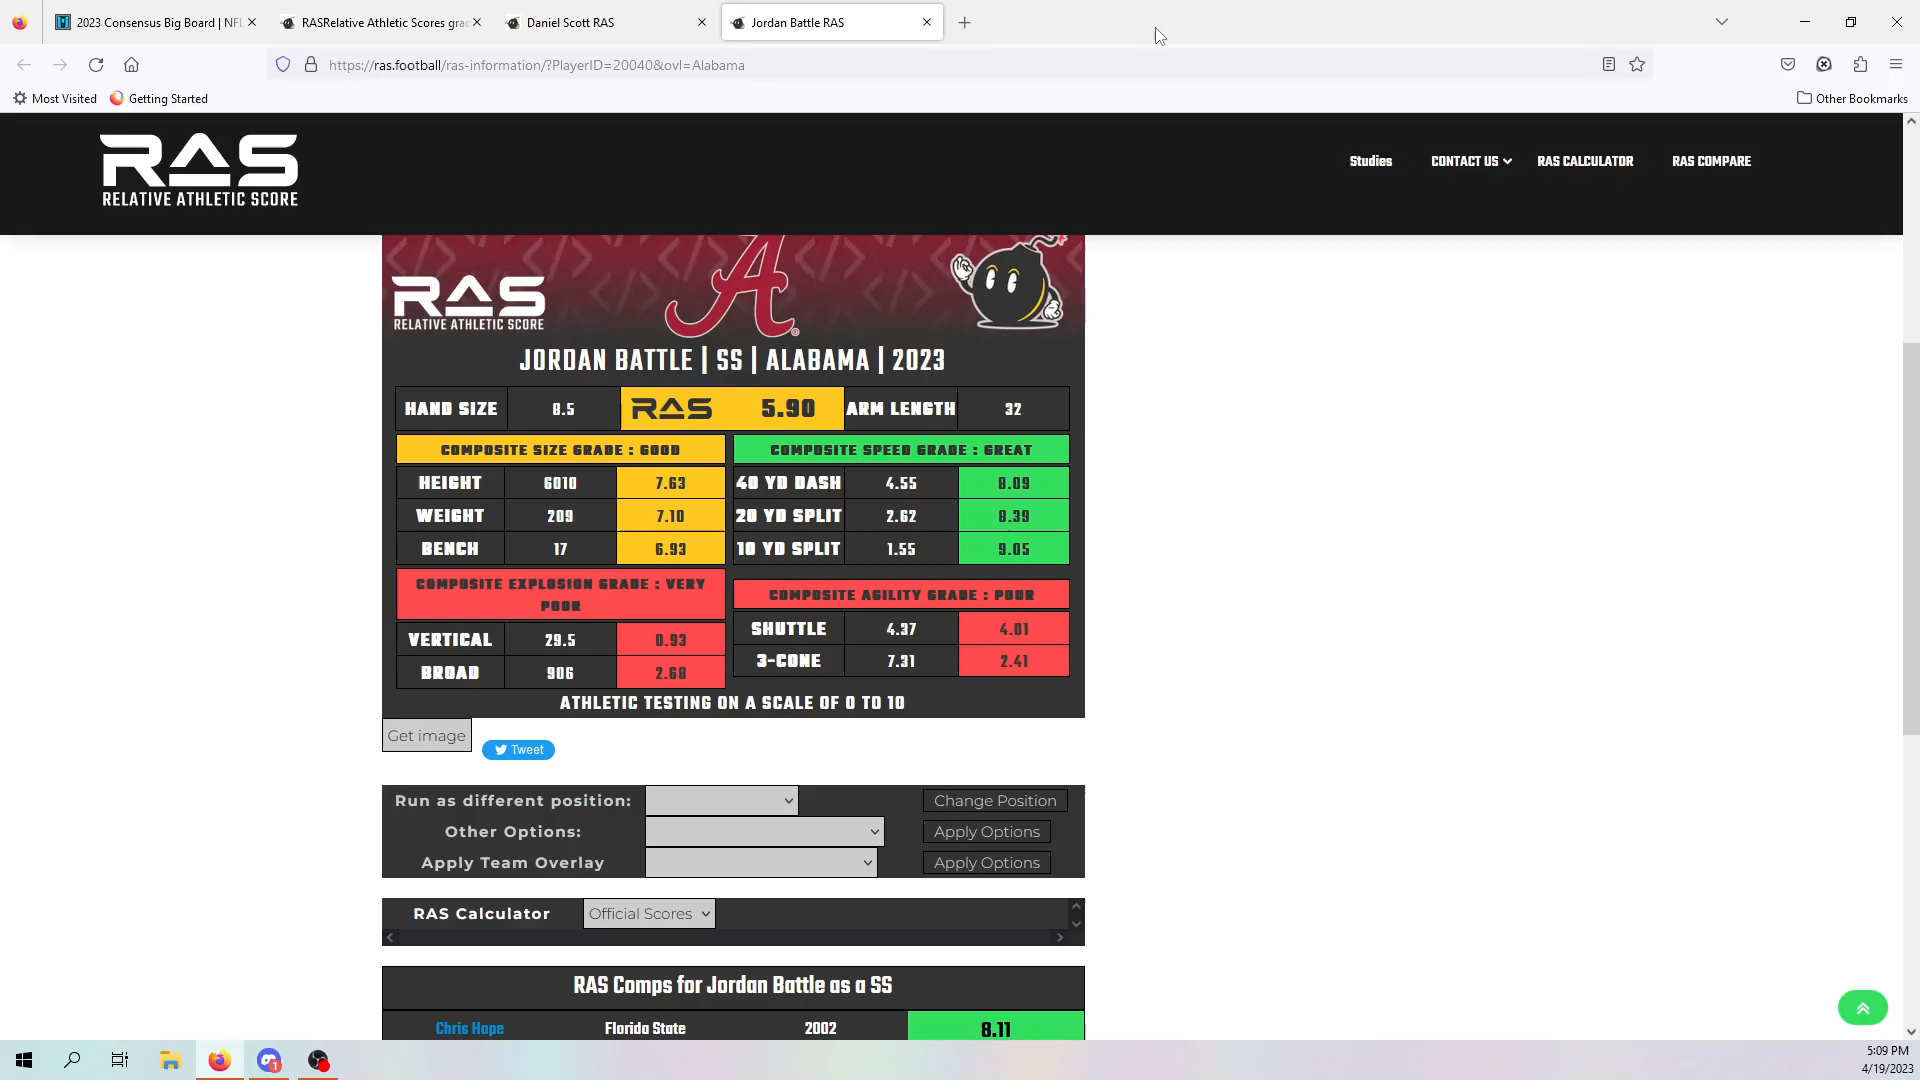 2023 Consensus Big Board | NFL
RASRelative Athletic Scores gra
Daniel Scott RAS
Jordan Battle RAS
https://ras.football/ras-information/?PlayerID=20040&ovl=Alabama
Most Visited
Getting Started
Other Bookmarks
RAS
RELATIVE ATHLETIC SCORE
Studies
CONTACT US
RAS CALCULATOR
RAS COMPARE
RAS
RELATIVE ATHLETIC SCORE
A
JORDAN BATTLE | SS | ALABAMA | 2023
HAND SIZE 8.5 RAS 5.90 ARM LENGTH 32
COMPOSITE SIZE GRADE : GOOD
COMPOSITE SPEED GRADE : GREAT
HEIGHT 6010 7.63
40 YD DASH 4.55 8.09
WEIGHT 209 7.10
20 YD SPLIT 2.62 8.39
BENCH 17 6.93
10 YD SPLIT 1.55 9.05
COMPOSITE EXPLOSION GRADE : VERY
POOR
COMPOSITE AGILITY GRADE : POOR
VERTICAL 29.5 0.93
SHUTTLE 4.37 4.01
BROAD 906 2.68
3-CONE 7.31 2.41
ATHLETIC TESTING ON A SCALE OF 0 TO 10
Get image
Tweet
Run as different position:
Change Position
Other Options:
Apply Options
Apply Team Overlay
Apply Options
RAS Calculator
Official Scores
RAS Comps for Jordan Battle as a SS
Chris Hope Florida State 2002 8.11
1
5:09 PM
4/19/2023